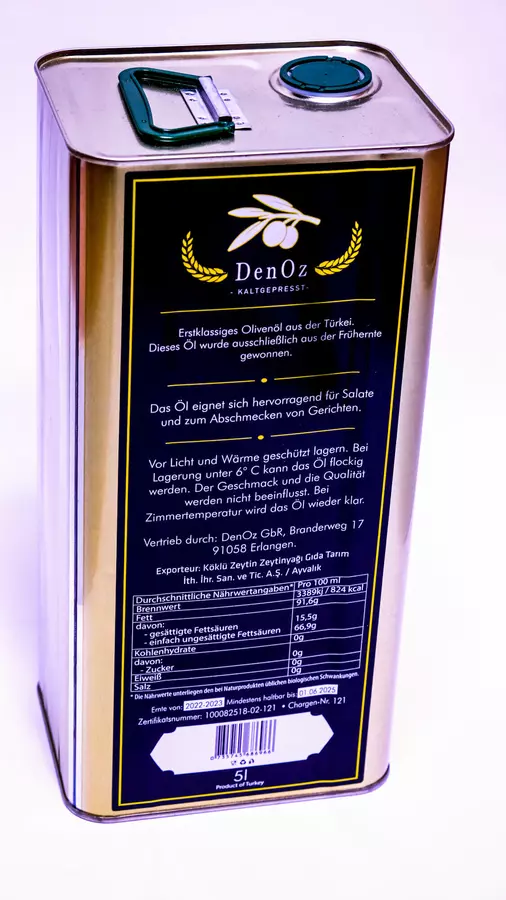 DenOz
- KALTGEPRESST-
Erstklassiges Olivenöl aus der Türkei.
Dieses Öl wurde ausschließlich aus der Frühernte
gewonnen.
Das Öl eignet sich hervorragend für Salate
und zum Abschmecken von Gerichten.
Vor Licht und Wärme geschützt lagern. Bei
Lagerung unter 6° C kann das Öl flockig
werden. Der Geschmack und die Qualität
werden nicht beeinflusst. Bei
Zimmertemperatur wird das Öl wieder klar.
Vertrieb durch: DenOz GbR, Branderweg 17
91058 Erlangen.
Exporteur: Köklü Zeytin Zeytinyağı Gıda Tarım
İth. İhr. San. ve Tic. A.Ş. / Ayvalık
Durchschnittliche Nährwertangaben* Pro 100 ml
Brennwert 3389kj / 824 kcal
Fett 91,6g
davon:
- gesättigte Fettsäuren 15,5g
- einfach ungesättigte Fettsäuren 66,9g
Kohlenhydrate 0g
davon:
- Zucker 0g
Eiweiß 0g
Salz 0g
* Die Nährwerte unterliegen den bei Naturprodukten üblichen biologischen Schwankungen.
Ernte von: 2022-2023 Mindestens haltbar bis: 01.06.2025
Zertifikatsnummer: 100082518-02-121 • Chargen-Nr. 121
5l
Product of Turkey